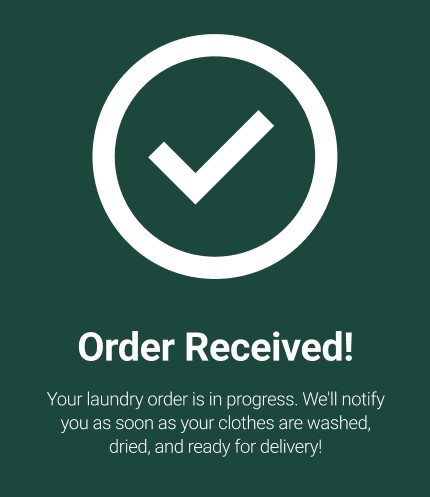 Order Received!
Your laundry order is in progress. We'll notify
you as soon as your clothes are washed,
dried, and ready for delivery!